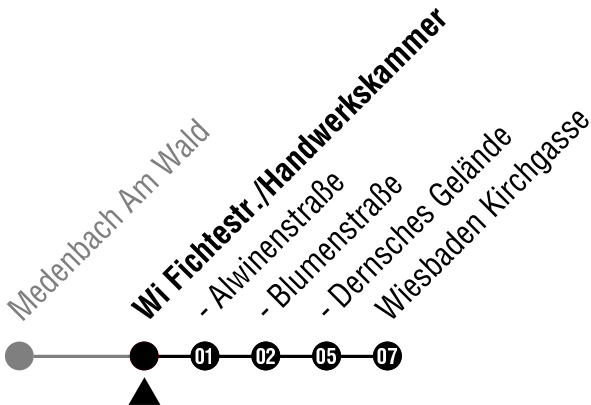 Medenbach Am Wald
Wi Fichtestr./Handwerkskammer
- Alwinenstraße
- Blumenstraße
- Dernsches Gelände
Wiesbaden Kirchgasse
01 02 05 07